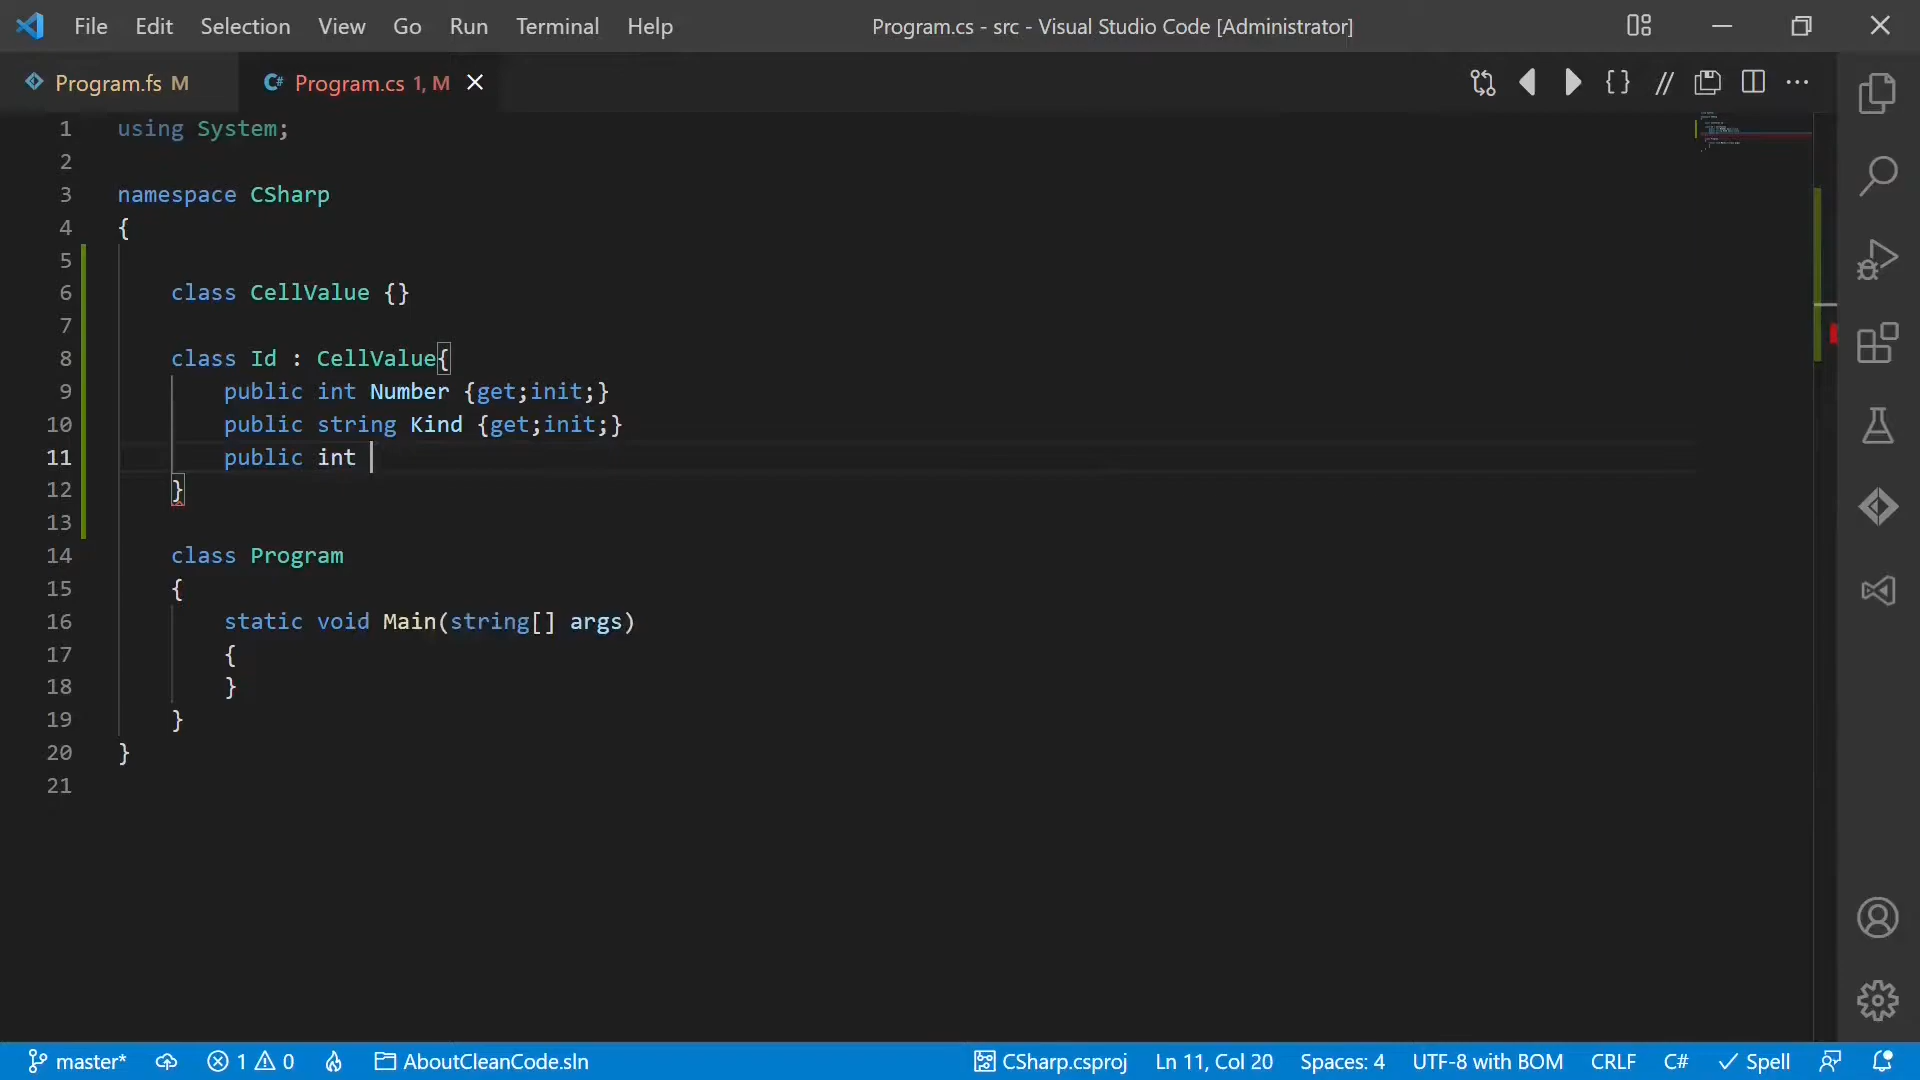 File Edit Selection View Go Run Terminal Help Program.cs - src - Visual Studio Code [Administrator]
Program.fs M Program.cs 1, M
1 using System;
2
3 namespace CSharp
4 {
5
6 class CellValue {}
7
8 class Id : CellValue{
9 public int Number {get;init;}
10 public string Kind {get;init;}
11 public int
12 }
13
14 class Program
15 {
16 static void Main(string[] args)
17 {
18 }
19 }
20 }
21
master* 1 0 AboutCleanCode.sln CSharp.csproj Ln 11, Col 20 Spaces: 4 UTF-8 with BOM CRLF C# Spell